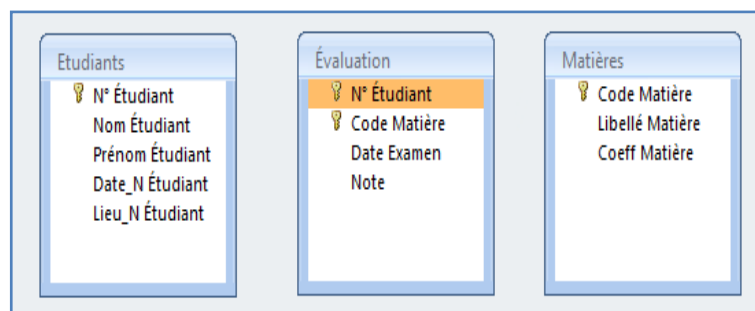 Etudiants
N° Étudiant
Nom Étudiant
Prénom Étudiant
Date_N Étudiant
Lieu_N Étudiant
Évaluation
N° Étudiant
Code Matière
Date Examen
Note
Matières
Code Matière
Libellé Matière
Coeff Matière